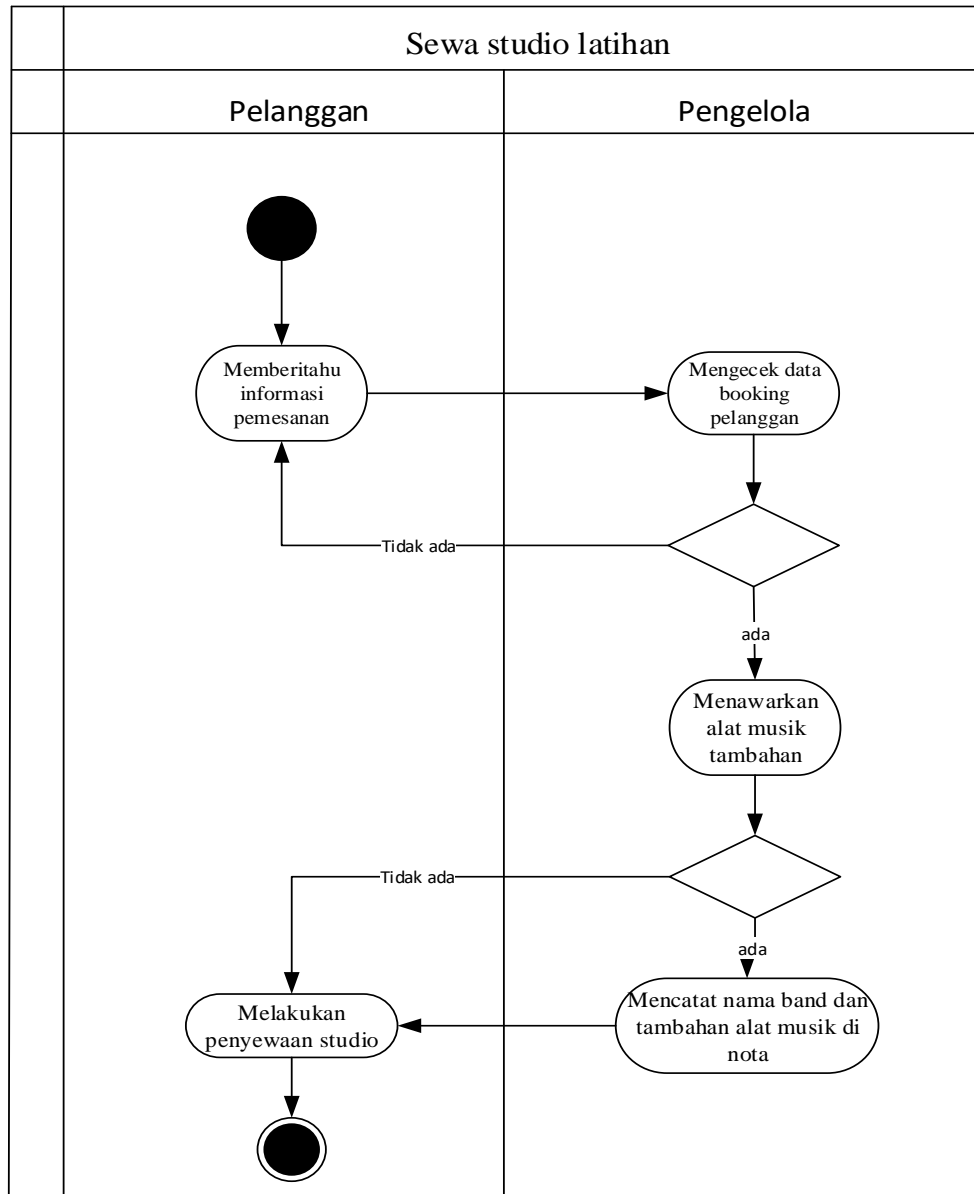 Sewa studio latihan
Pelanggan
Pengelola
Memberitahu
informasi
pemesanan
Mengecek data
booking
pelanggan
Tidak ada
ada
Menawarkan
alat musik
tambahan
Tidak ada
ada
Melakukan
penyewaan studio
Mencatat nama band dan
tambahan alat musik di
nota